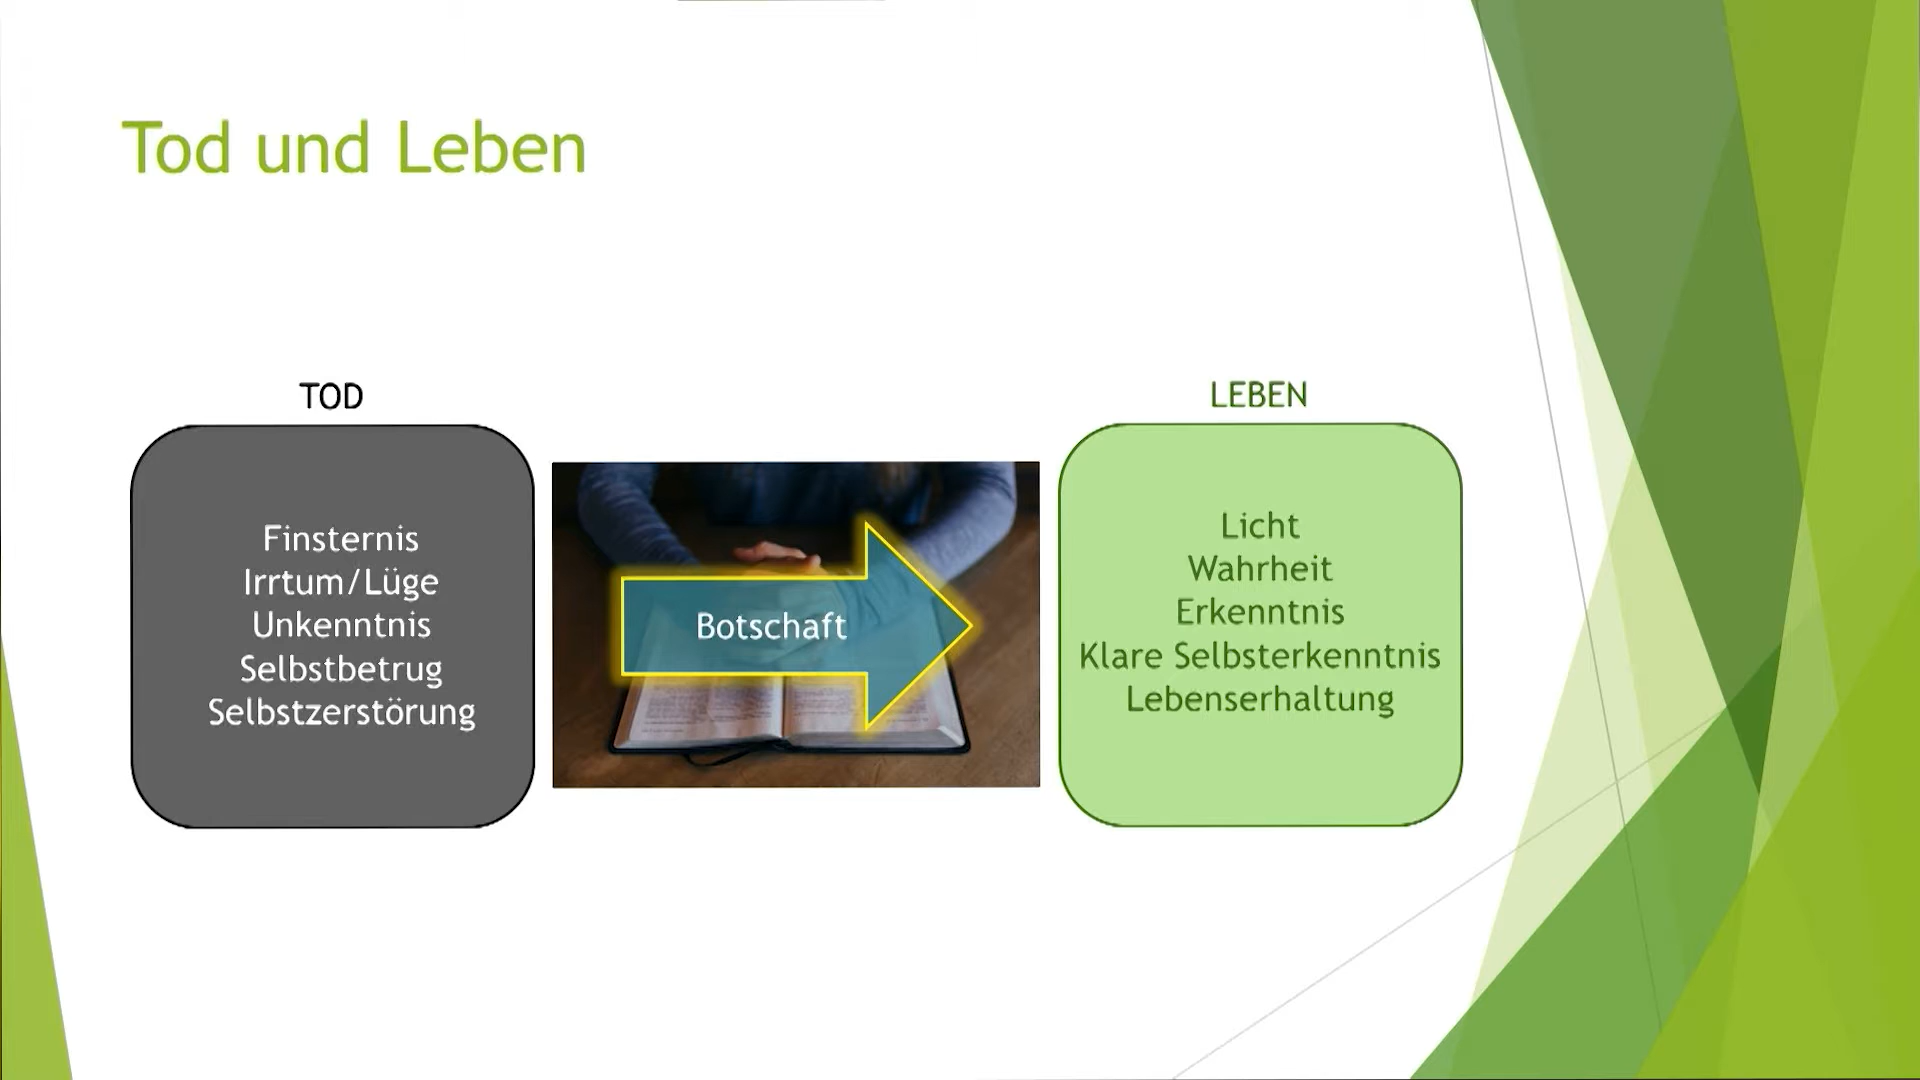 Tod und Leben
TOD
Finsternis
Irrtum/Lüge
Unkenntnis
Selbstbetrug
Selbstzerstörung
Botschaft
LEBEN
Licht
Wahrheit
Erkenntnis
Klare Selbsterkenntnis
Lebenserhaltung